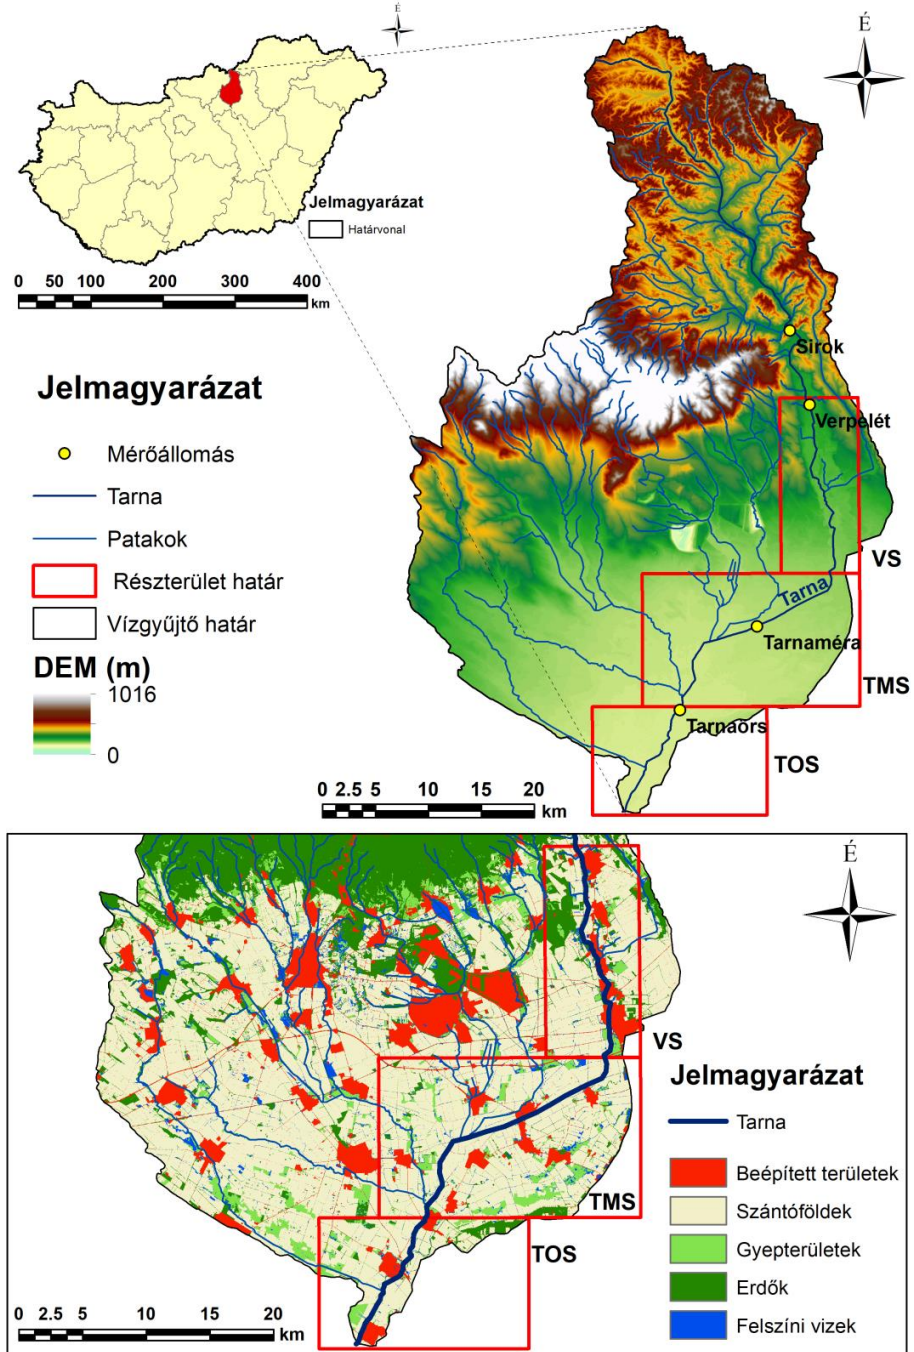 É
Jelmagyarázat
Határvonal
0 50 100 200 300 400
km
É
Jelmagyarázat
Mérőállomás
Tarna
Patakok
Részterület határ
Vízgyűjtő határ
DEM (m)
1016
0
Sirok
Verpelét
VS
Tarna
Tarnaméra
TMS
Tarnaörs
TOS
0 2.5 5 10 15 20
km
É
VS
TMS
TOS
Jelmagyarázat
Tarna
Beépített területek
Szántóföldek
Gyepterületek
Erdők
Felszíni vizek
0 2.5 5 10 15 20
km